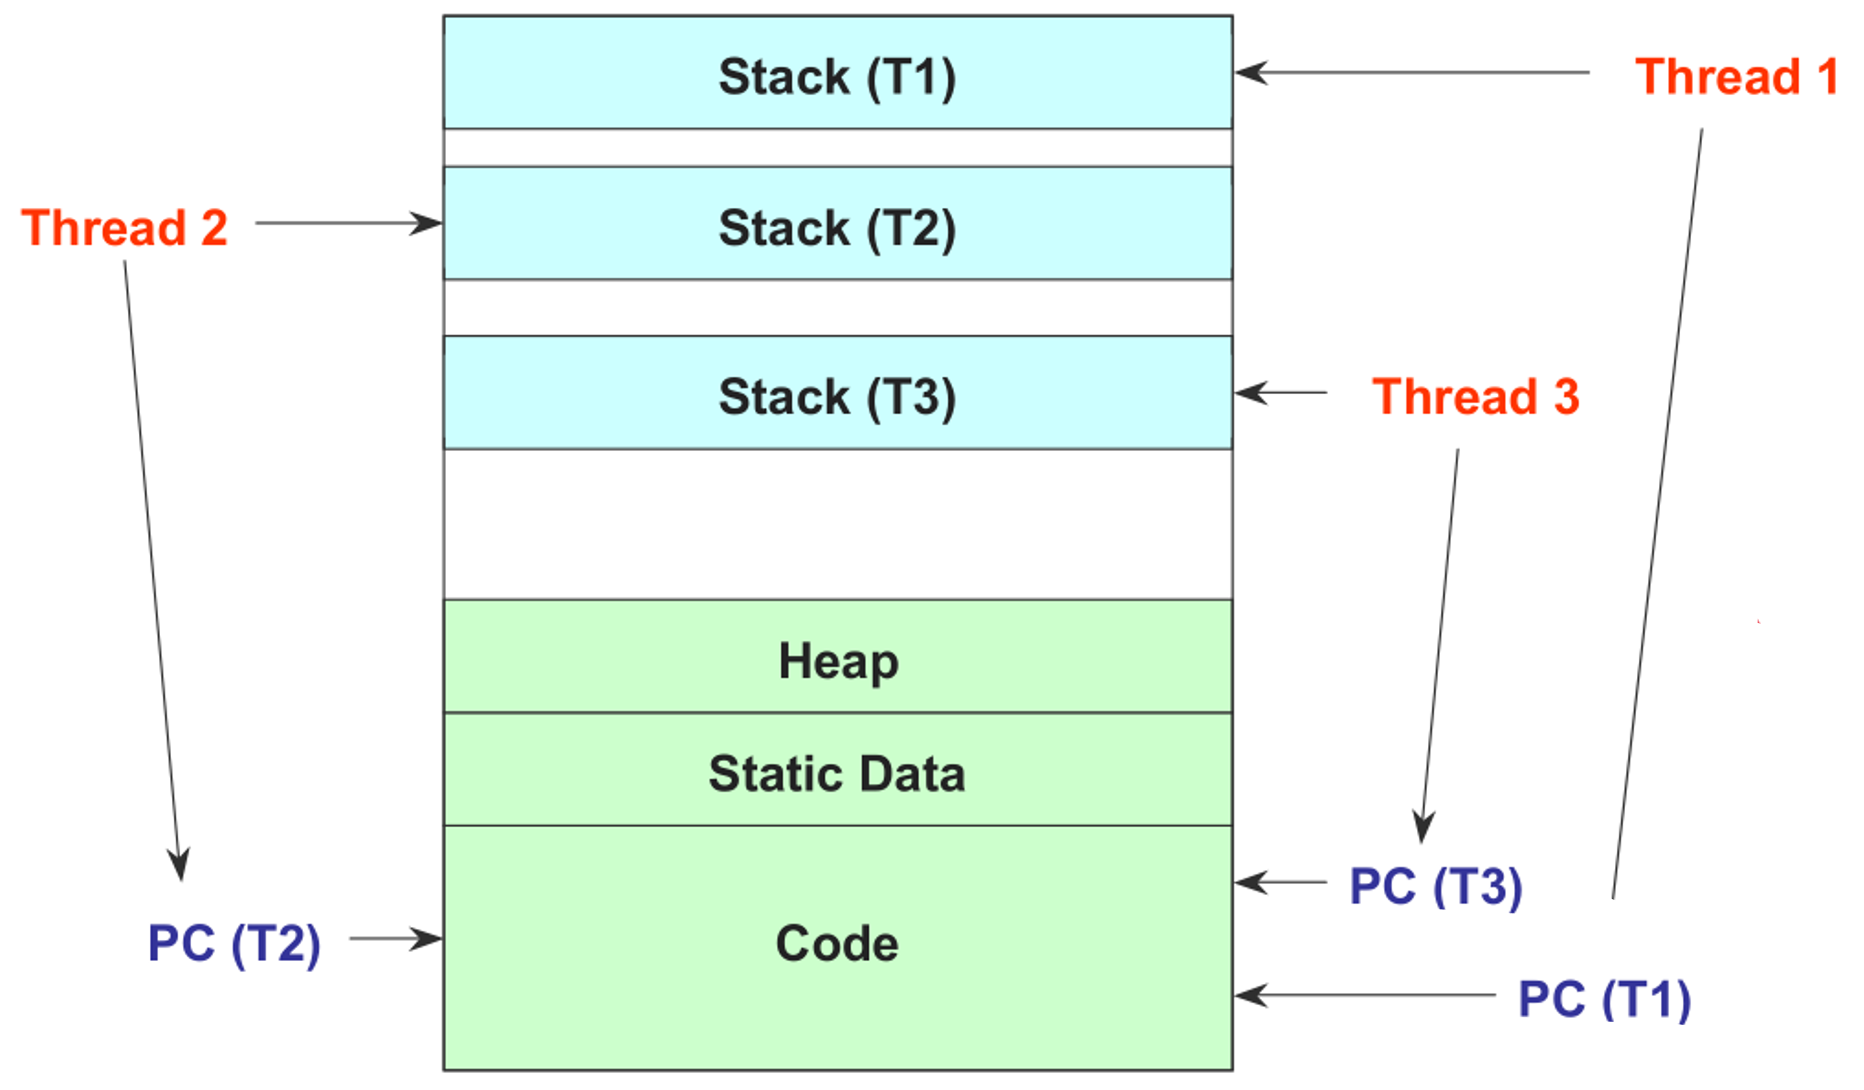 Stack (T1)
Thread 1
Thread 2
Stack (T2)
Stack (T3)
Thread 3
Heap
Static Data
PC (T3)
PC (T2)
Code
PC (T1)